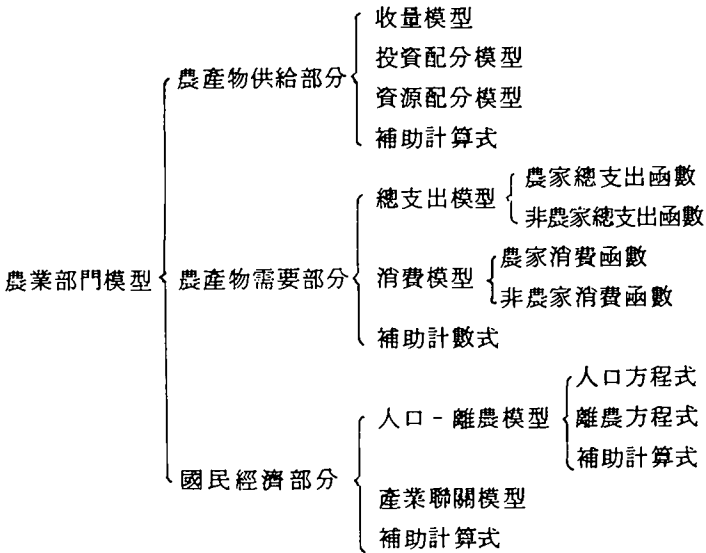 農業部門模型
農產物供給部分
收量模型
投資配分模型
資源配分模型
補助計算式
農產物需要部分
總支出模型
農家總支出函數
非農家總支出函數
消費模型
農家消費函數
非農家消費函數
補助計數式
國民經濟部分
人口-離農模型
人口方程式
離農方程式
補助計算式
產業聯關模型
補助計算式